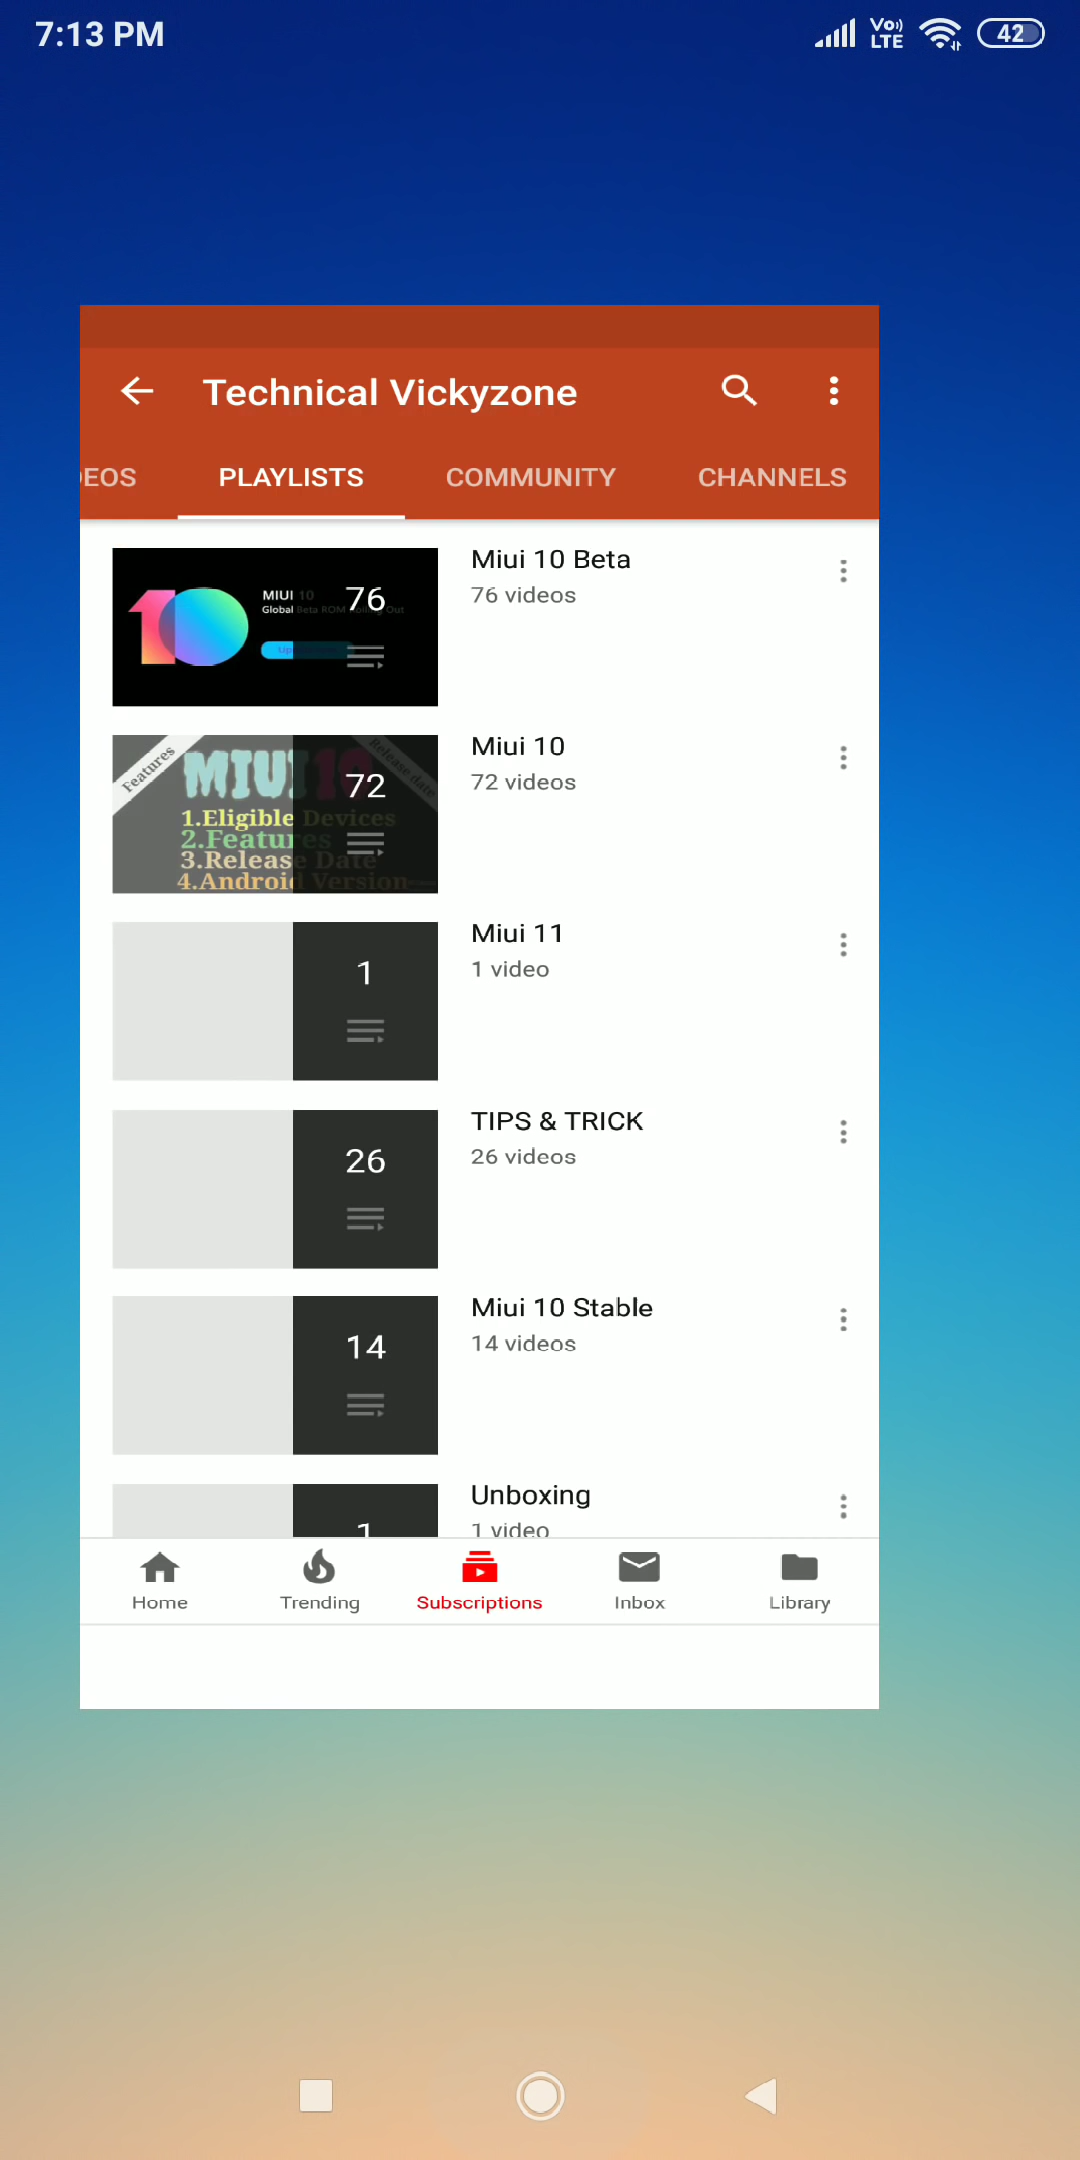 7:13 PM
Vo)) LTE
42
Technical Vickyzone
DEOS PLAYLISTS COMMUNITY CHANNELS
MIUI 10
Global Beta ROM Rolling Out
76
Miui 10 Beta
76 videos
Features
Release date
MIUI 10
1.Eligible Devices
2.Features
3.Release Date
4.Android Version
72
Miui 10
72 videos
1
Miui 11
1 video
26
TIPS & TRICK
26 videos
14
Miui 10 Stable
14 videos
1
Unboxing
1 video
Home Trending Subscriptions Inbox Library